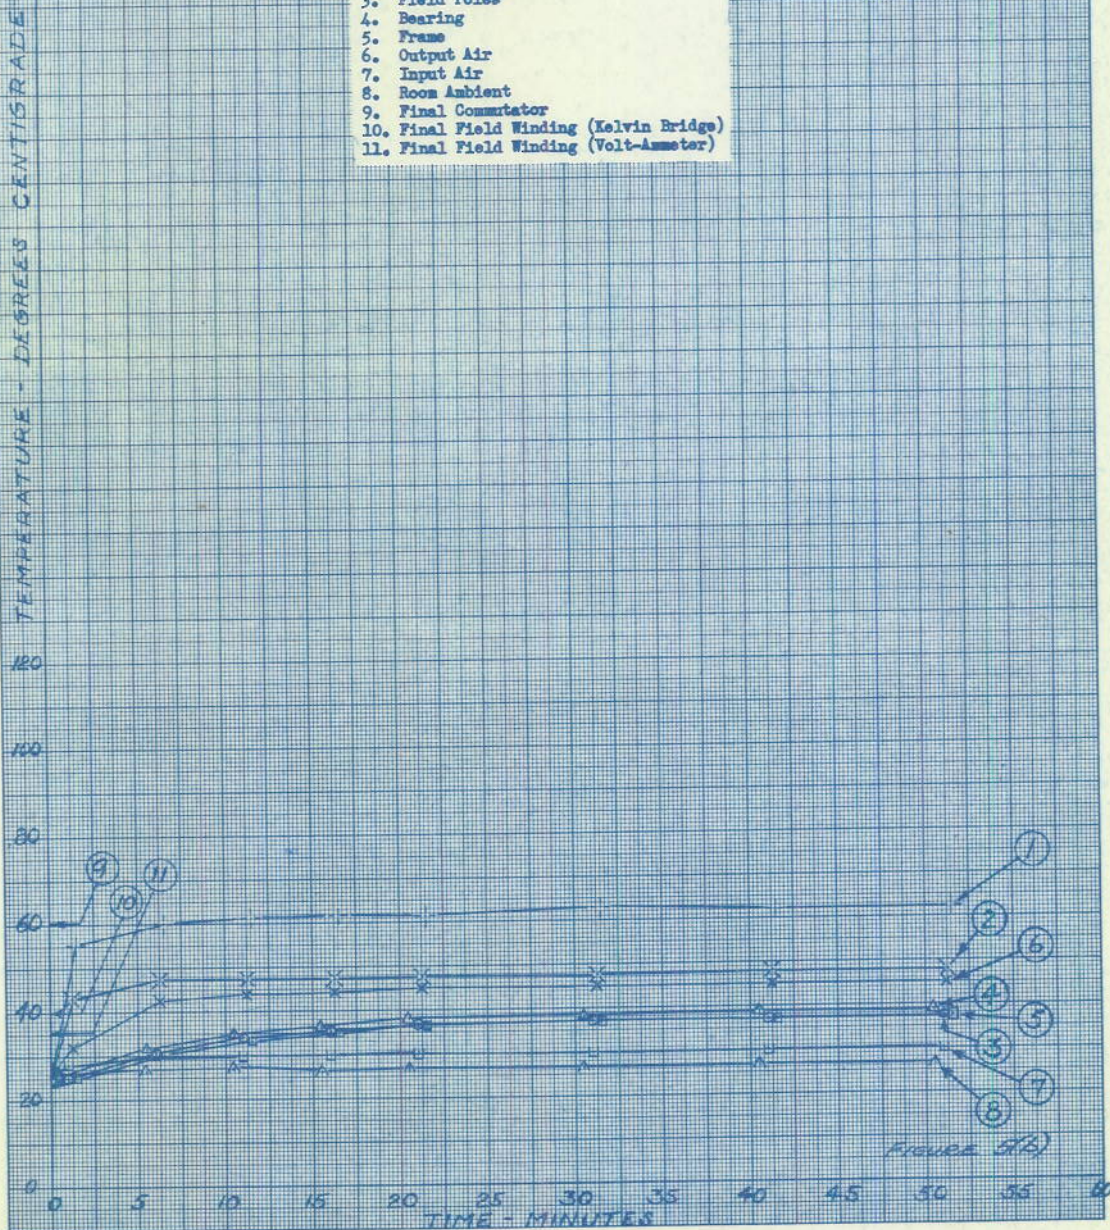 3. Field Poles
4. Bearing
5. Frame
6. Output Air
7. Input Air
8. Room Ambient
9. Final Commutator
10. Final Field Winding (Kelvin Bridge)
11. Final Field Winding (Volt-Ammeter)
TEMPERATURE - DEGREES CENTIGRADE
120
100
80
60
40
20
0
9
10
11
1
2
6
4
5
3
7
8
FIGURE 5(b)
0 5 10 15 20 25 30 35 40 45 50 55 60
TIME - MINUTES